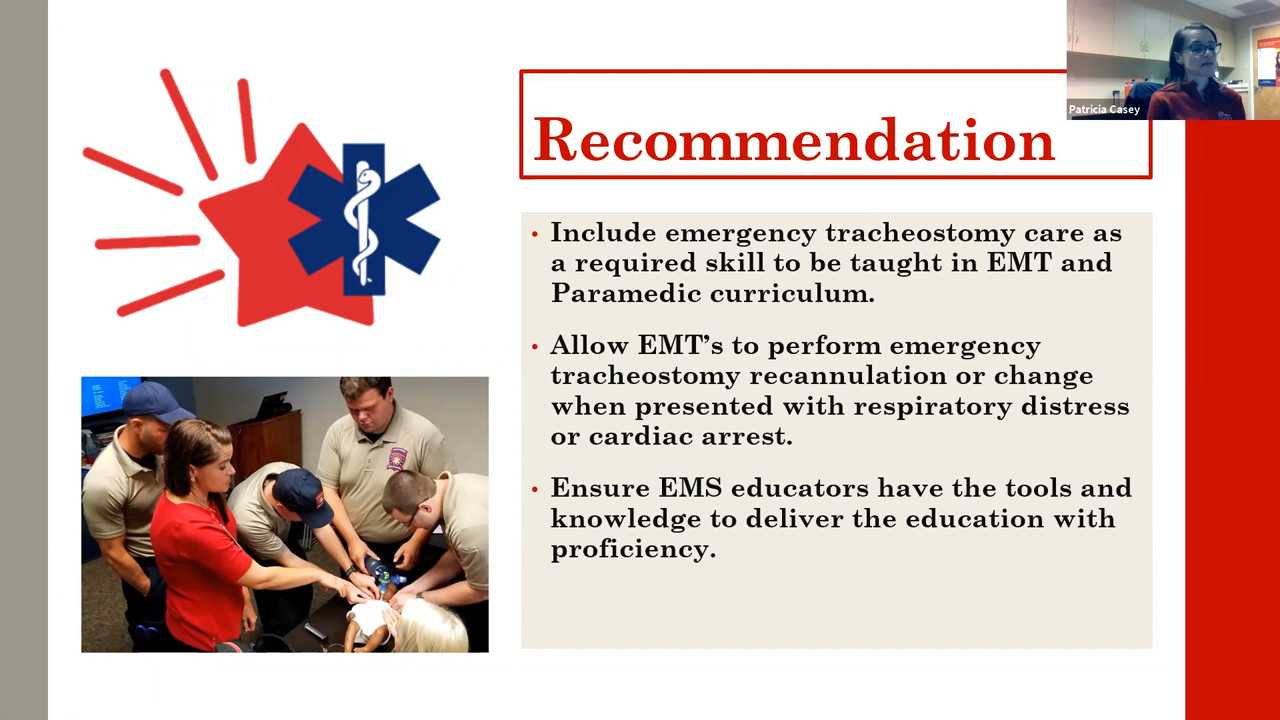 Patricia Casey
Recommendation
• Include emergency tracheostomy care as
a required skill to be taught in EMT and
Paramedic curriculum.
• Allow EMT’s to perform emergency
tracheostomy recannulation or change
when presented with respiratory distress
or cardiac arrest.
• Ensure EMS educators have the tools and
knowledge to deliver the education with
proficiency.